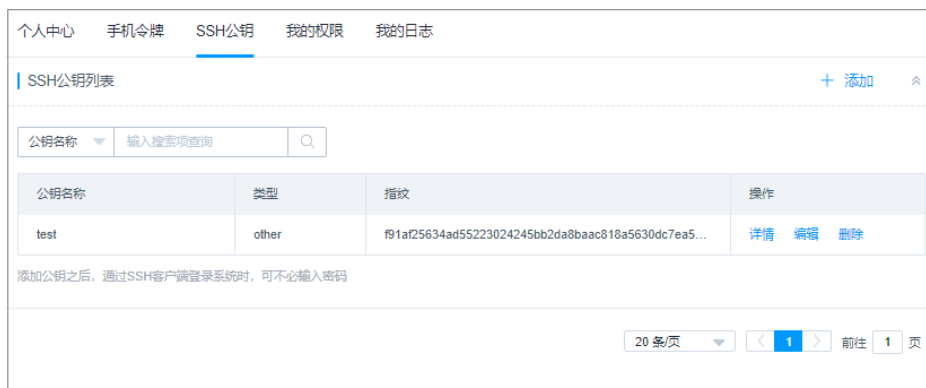 个人中心 手机令牌 SSH公钥 我的权限 我的日志
SSH公钥列表 + 添加
公钥名称 输入搜索项查询
公钥名称 类型 指纹 操作
test other f91af25634ad55223024245bb2da8baac818a5630dc7ea5... 详情 编辑 删除
添加公钥之后，通过SSH客户端登录系统时，可不必输入密码
20 条/页 < 1 > 前往 1 页